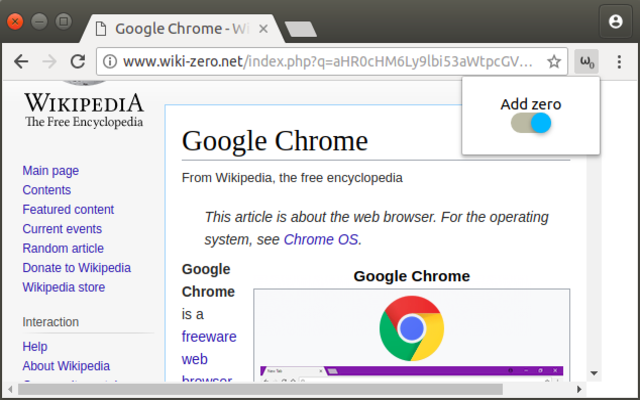 Google Chrome - Wi
www.wiki-zero.net/index.php?q=aHR0cHM6Ly9lbi53aWtpcGV...
ω0
Add zero
WIKIPEDIA
The Free Encyclopedia
Main page
Contents
Featured content
Current events
Random article
Donate to Wikipedia
Wikipedia store
Interaction
Help
About Wikipedia
Google Chrome
From Wikipedia, the free encyclopedia
This article is about the web browser. For the operating
system, see Chrome OS.
Google
Chrome
is a
freeware
web
browser
Google Chrome